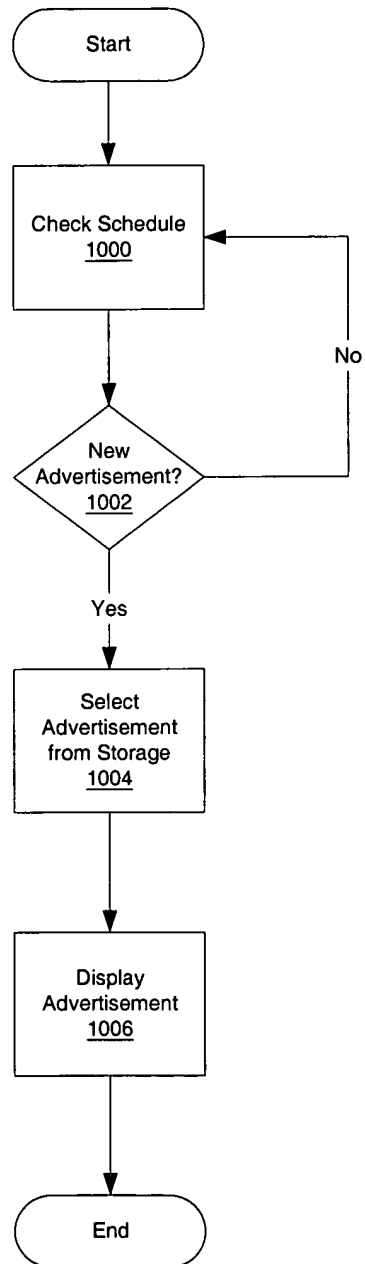 Start
Check Schedule
1000
No
New
Advertisement?
1002
Yes
Select
Advertisement
from Storage
1004
Display
Advertisement
1006
End